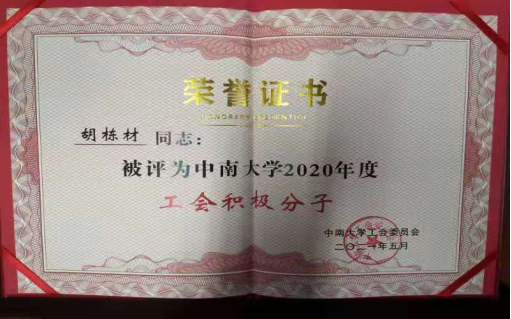 荣誉证书
HONORARY CREDENTIAL
胡栋材 同志：
被评为中南大学2020年度
工会积极分子
中南大学工会委员会
二〇二一年五月